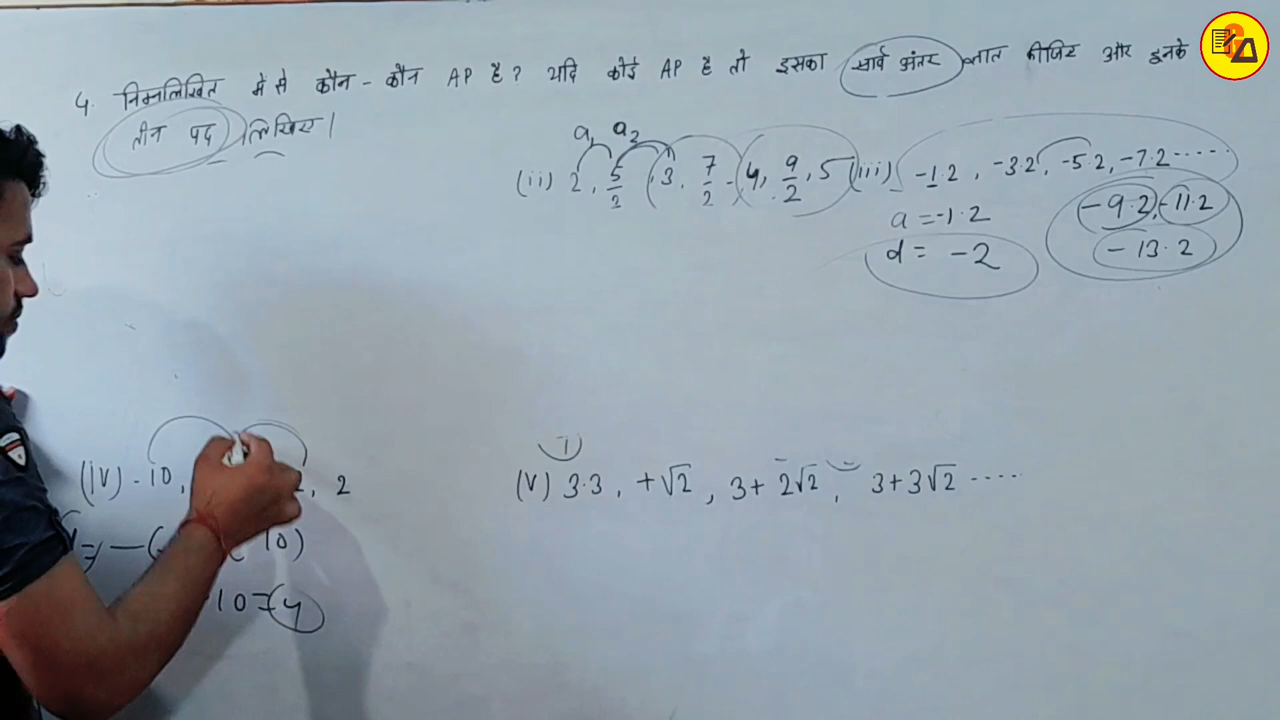 4. निम्नलिखित में से कौन - कौन AP है? यदि कोई AP है तो इसका सार्व अंतर ज्ञात कीजिए और इनके
तीन पद लिखिए।
a₁ a₂
(ii) 2, 5/2, 3, 7/2 - 4, 9/2, 5
(iii) -1.2, -3.2, -5.2, -7.2.....
a = -1.2
d = -2
-9.2, -11.2
-13.2
(iv) -10, , 2
10)
10 = 4
(v) 3.3, +√2, 3+2√2, 3+3√2 ....